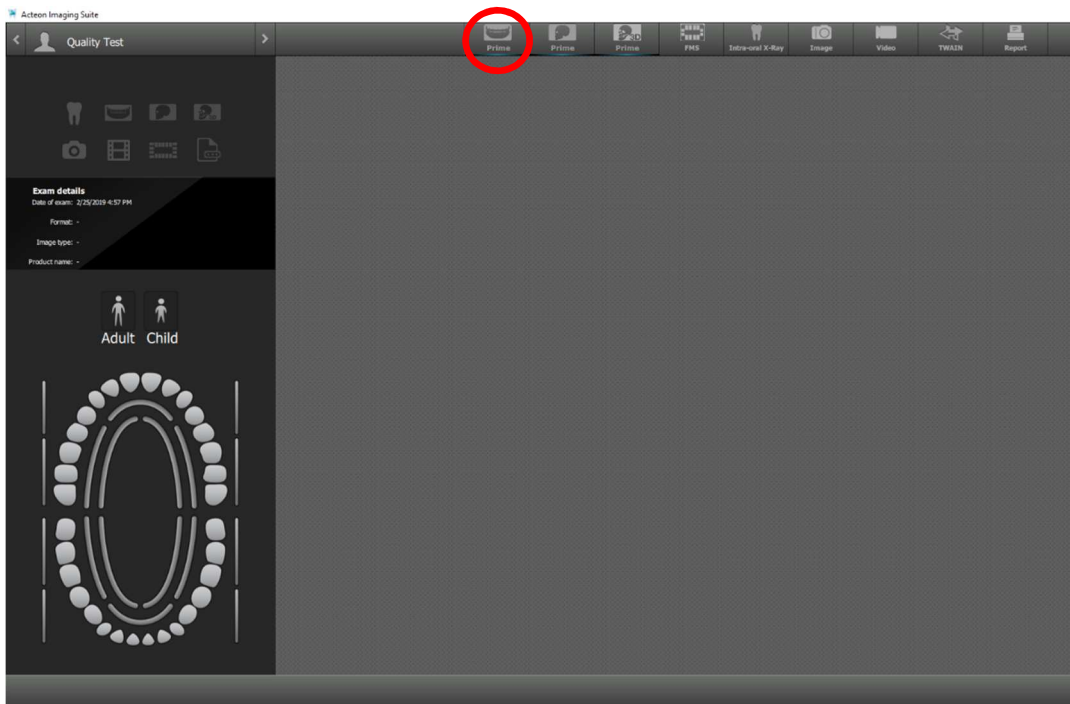 Acteon Imaging Suite
Quality Test
Prime
Prime
3D
Prime
FMS
Intra-oral X-Ray
Image
Video
TWAIN
Report
Exam details
Date of exam: 2/25/2019 4:57 PM
Format: -
Image type: -
Product name: -
Adult Child